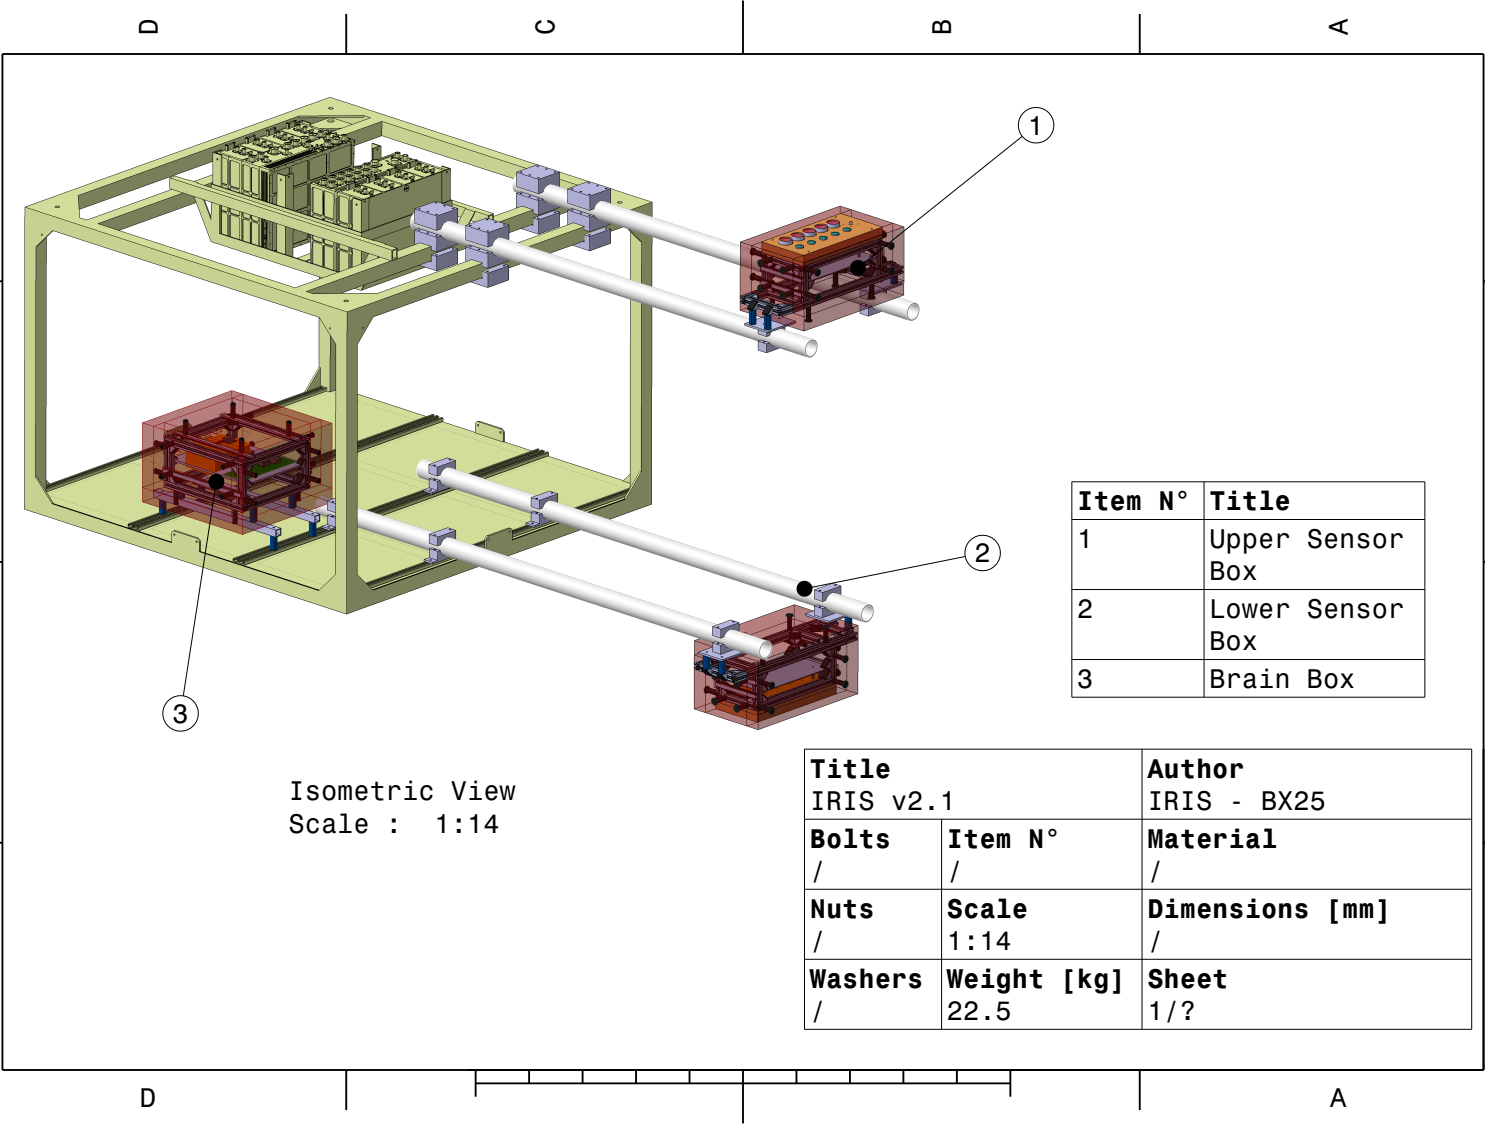 D C B A
1
2
3
Item N° Title
1 Upper Sensor
Box
2 Lower Sensor
Box
3 Brain Box
Isometric View
Scale : 1:14
Title Author
IRIS v2.1 IRIS - BX25
Bolts Item N° Material
/ / /
Nuts Scale Dimensions [mm]
/ 1:14 /
Washers Weight [kg] Sheet
/ 22.5 1/?
D A